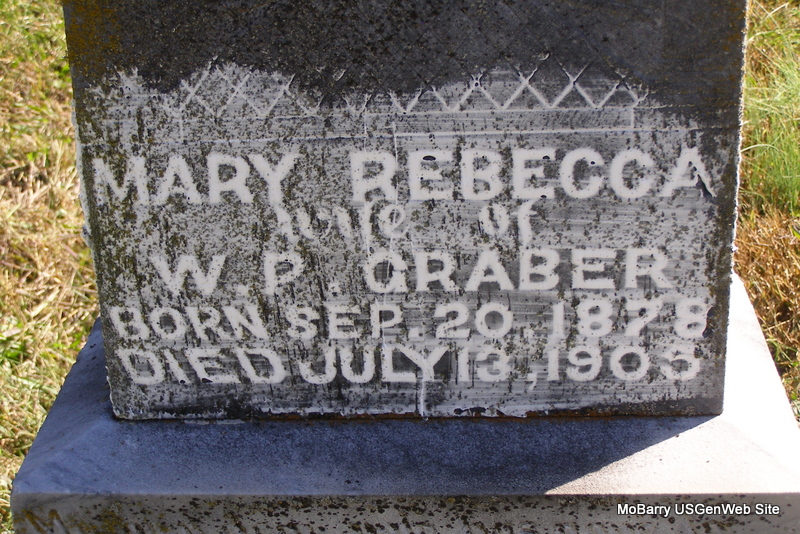 MARY REBECCA
wife of
W. P. GRABER
BORN SEP. 20, 1878
DIED JULY 13, 1905
MoBarry USGenWeb Site